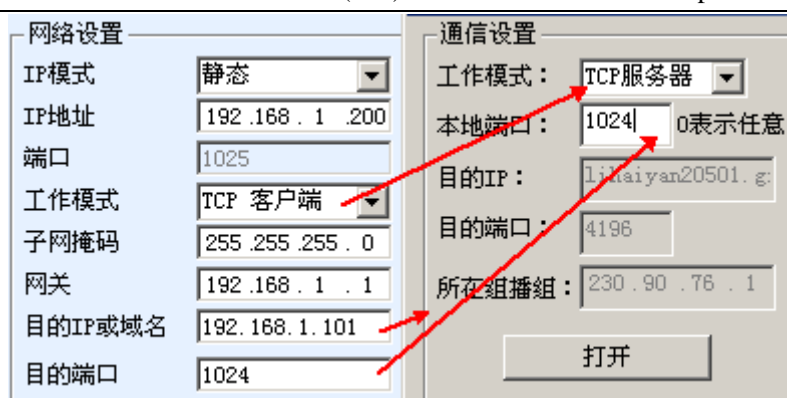 网络设置
IP模式 静态
IP地址 192 .168 . 1 .200
端口 1025
工作模式 TCP 客户端
子网掩码 255 .255 .255 . 0
网关 192 .168 . 1 . 1
目的IP或域名 192.168.1.101
目的端口 1024
通信设置
工作模式： TCP服务器
本地端口： 1024 0表示任意
目的IP： lihaiyan20501.g
目的端口： 4196
所在组播组： 230 .90 .76 . 1
打开